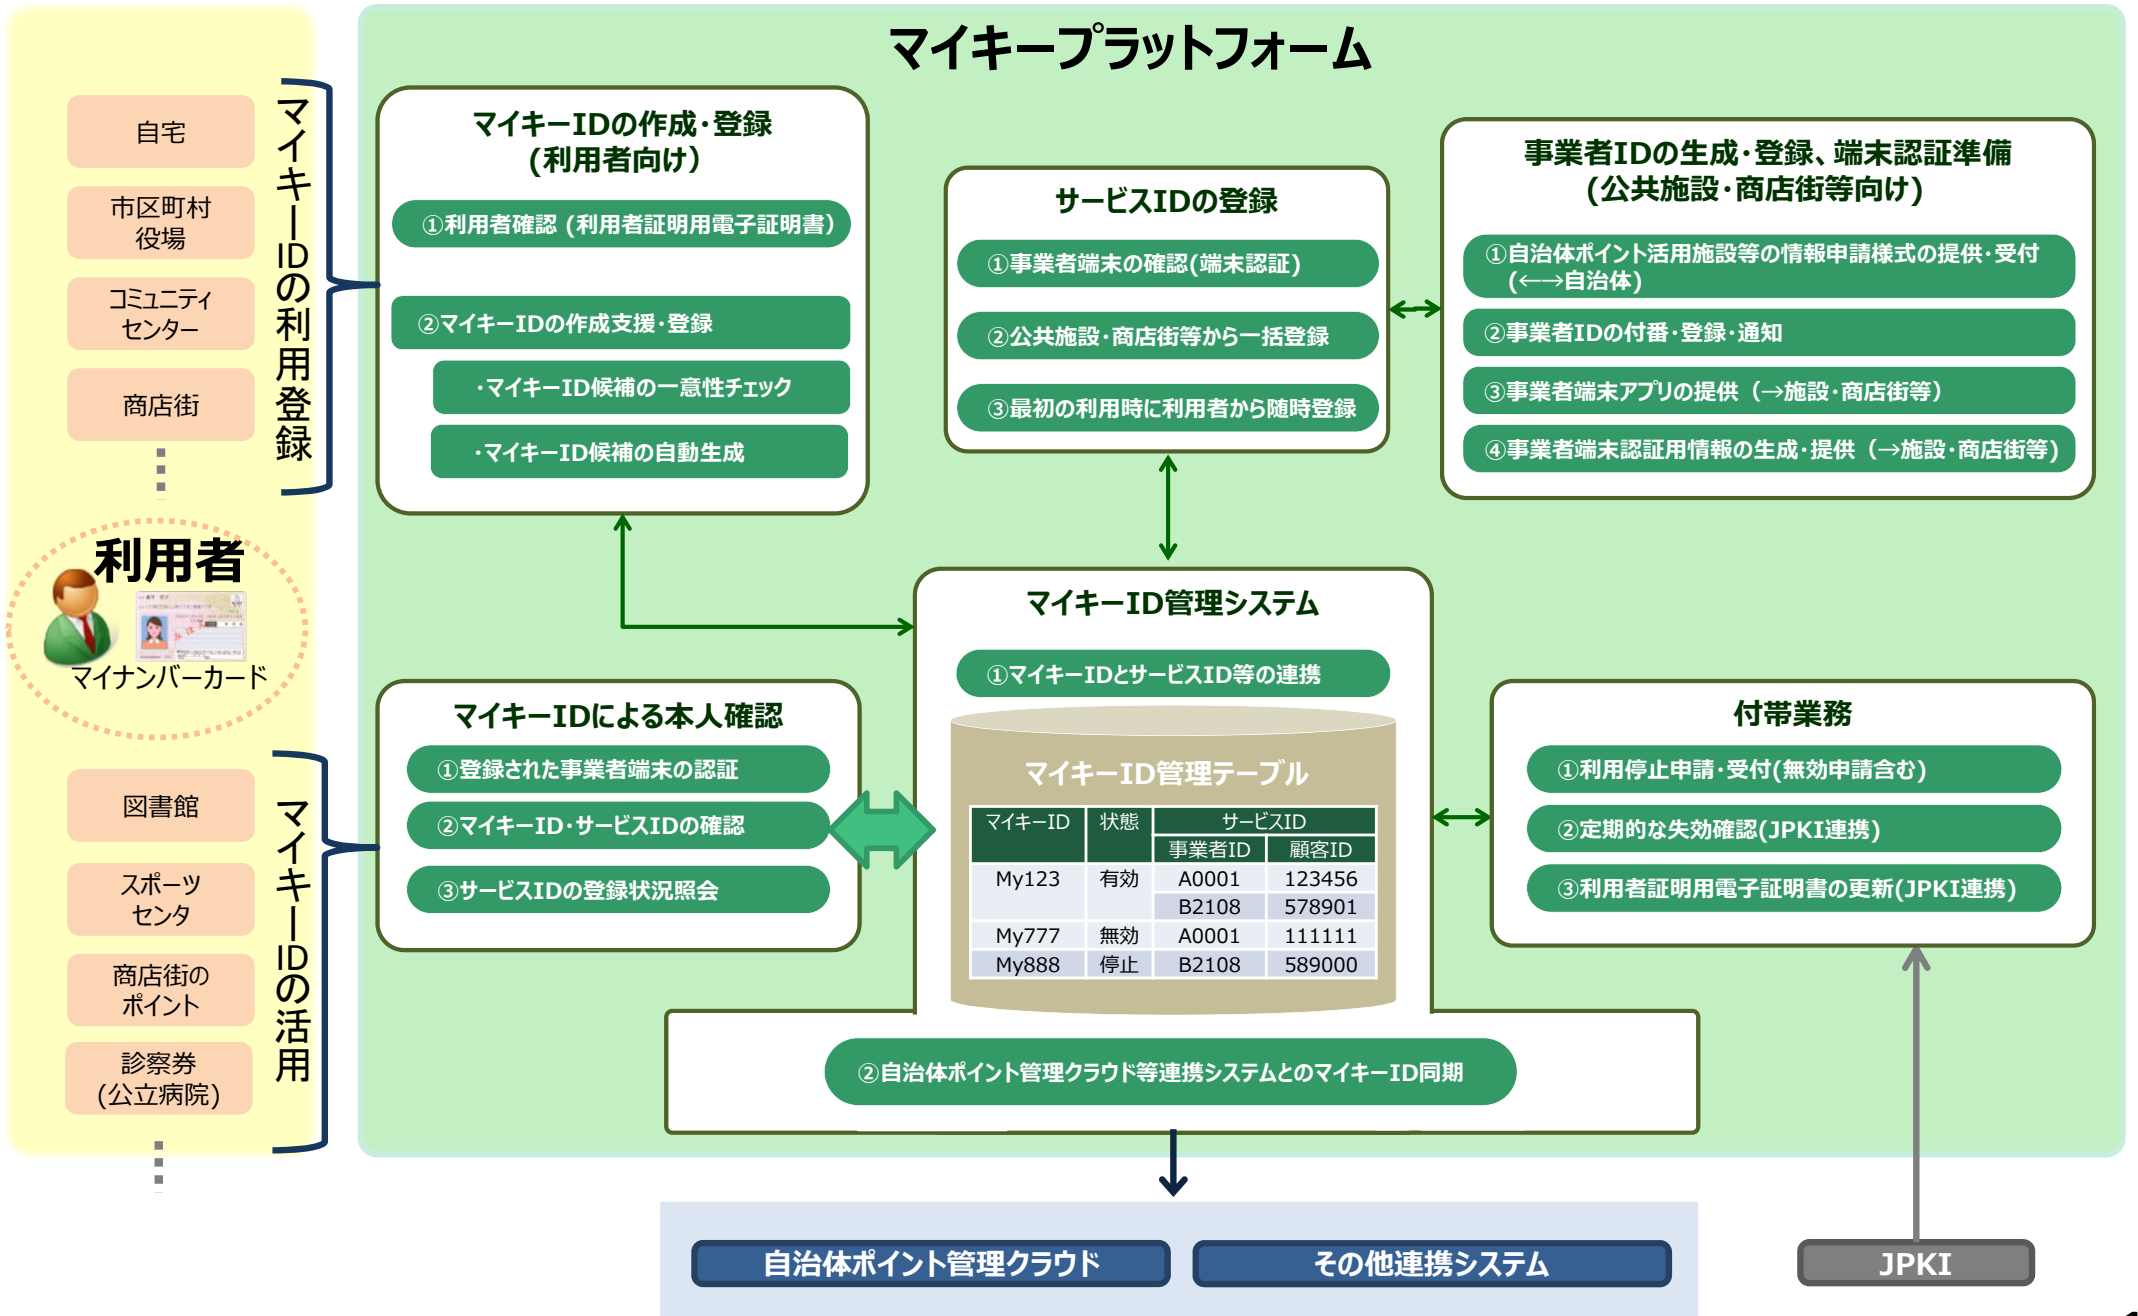 マイキープラットフォーム
マイキーIDの利用登録
自宅
市区町村
役場
コミュニティ
センター
商店街
利用者
マイナンバーカード
マイキーIDの活用
図書館
スポーツ
センタ
商店街の
ポイント
診察券
(公立病院)
マイキーIDの作成・登録
(利用者向け）
①利用者確認 (利用者証明用電子証明書）
②マイキーIDの作成支援・登録
・マイキーID候補の一意性チェック
・マイキーID候補の自動生成
サービスIDの登録
①事業者端末の確認(端末認証)
②公共施設・商店街等から一括登録
③最初の利用時に利用者から随時登録
事業者IDの生成・登録、端末認証準備
(公共施設・商店街等向け)
①自治体ポイント活用施設等の情報申請様式の提供・受付
(←→自治体)
②事業者IDの付番・登録・通知
③事業者端末アプリの提供（→施設・商店街等）
④事業者端末認証用情報の生成・提供（→施設・商店街等)
マイキーIDによる本人確認
①登録された事業者端末の認証
②マイキーID・サービスIDの確認
③サービスIDの登録状況照会
マイキーID管理システム
①マイキーIDとサービスID等の連携
マイキーID管理テーブル
マイキーID 状態 サービスID
事業者ID 顧客ID
My123 有効 A0001 123456
B2108 578901
My777 無効 A0001 111111
My888 停止 B2108 589000
②自治体ポイント管理クラウド等連携システムとのマイキーID同期
付帯業務
①利用停止申請・受付(無効申請含む)
②定期的な失効確認(JPKI連携)
③利用者証明用電子証明書の更新(JPKI連携)
自治体ポイント管理クラウド
その他連携システム
JPKI